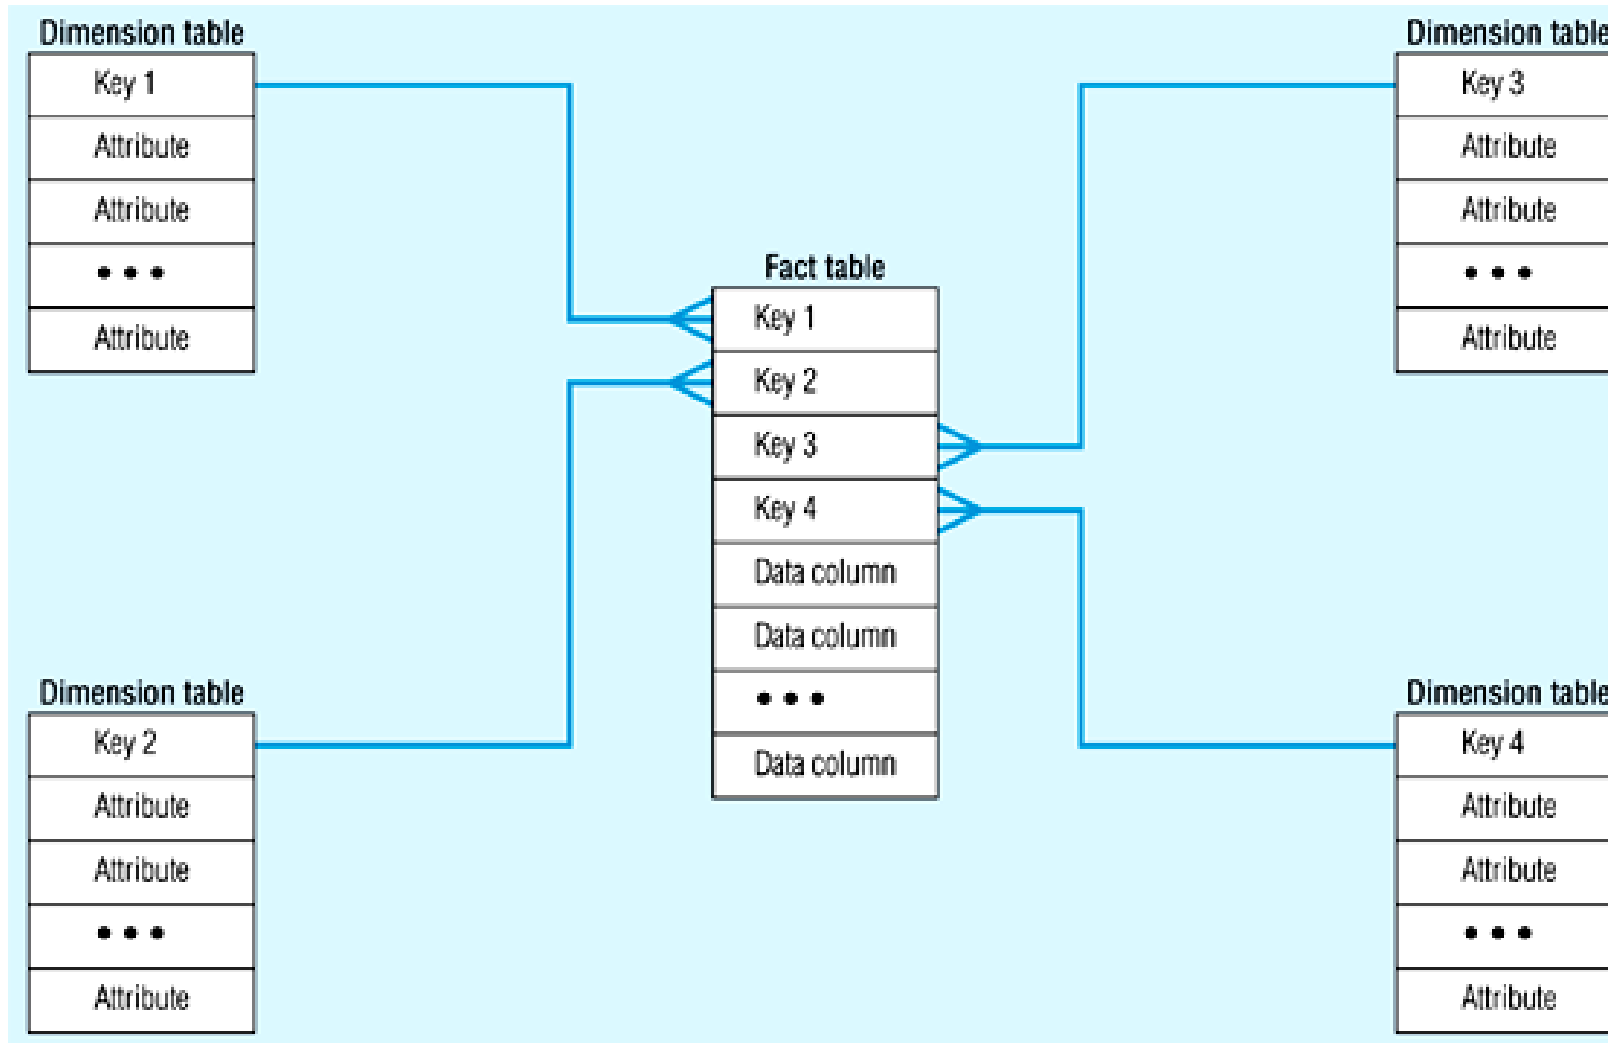 Dimension table
Key 1
Attribute
Attribute
• • •
Attribute
Dimension table
Key 2
Attribute
Attribute
• • •
Attribute
Fact table
Key 1
Key 2
Key 3
Key 4
Data column
Data column
• • •
Data column
Dimension table
Key 3
Attribute
Attribute
• • •
Attribute
Dimension table
Key 4
Attribute
Attribute
• • •
Attribute